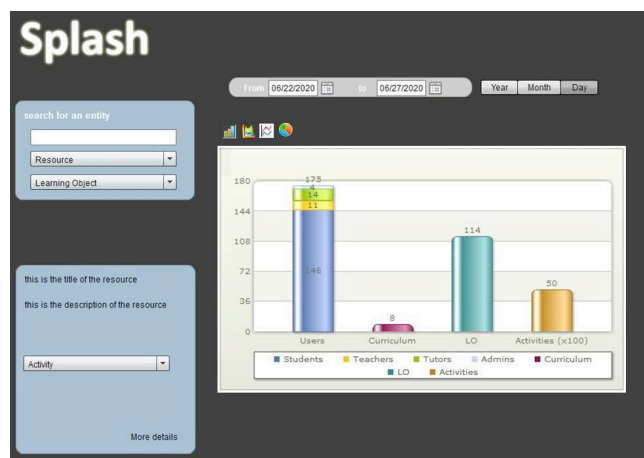 Splash
From 06/22/2020 to 06/27/2020 Year Month Day
search for an entity
Resource
Learning Object
this is the title of the resource
this is the description of the resource
Activity
More details
180
144
108
72
36
0
175
4
14
11
146
8
114
50
Users Curriculum LO Activities (x100)
Students Teachers Tutors Admins Curriculum
LO Activities